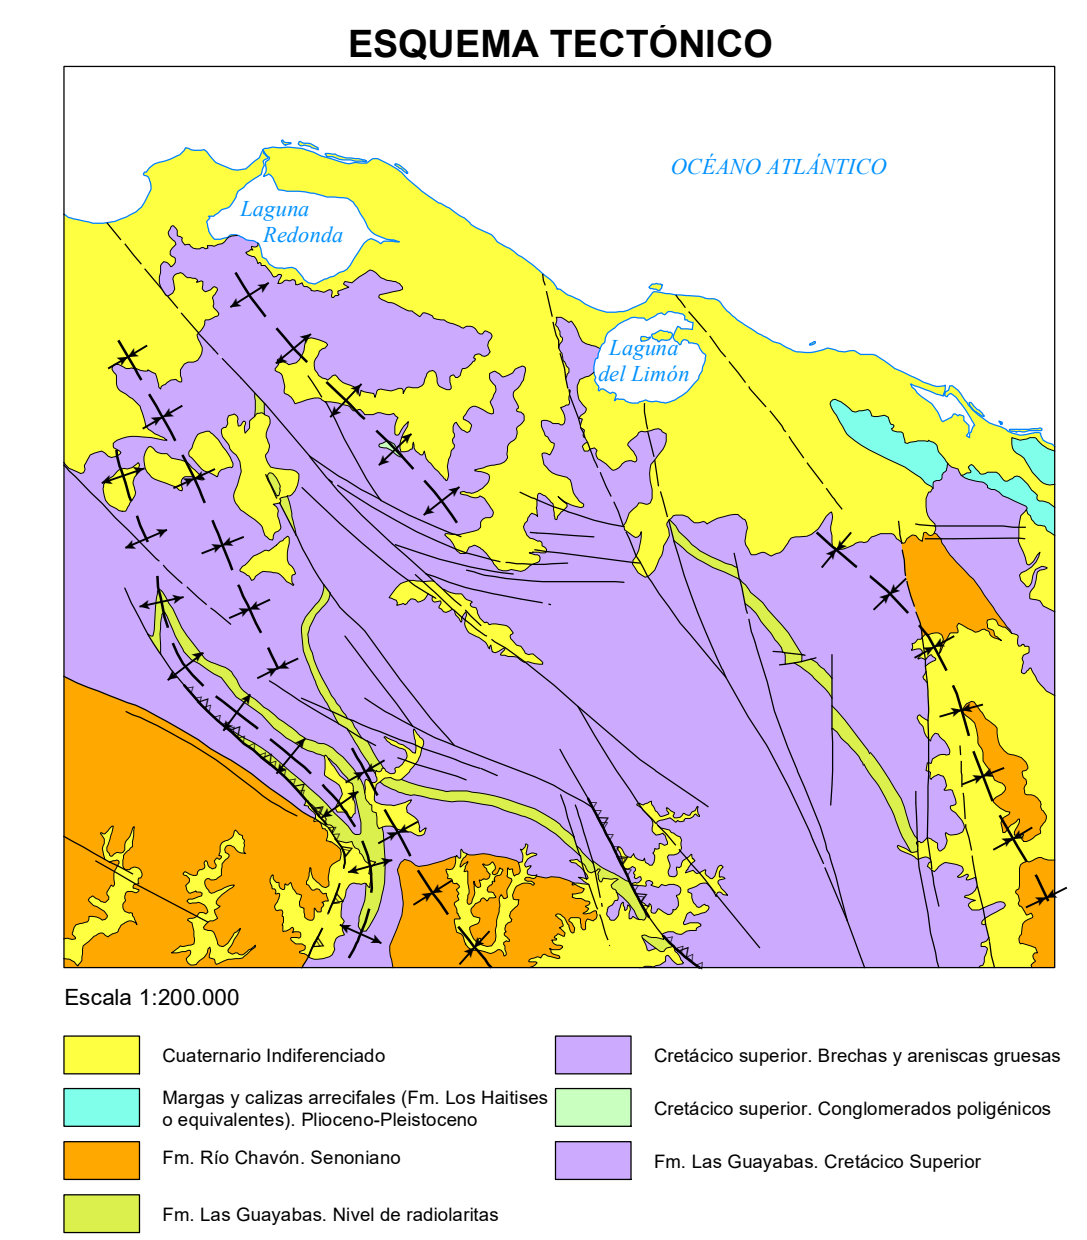 ESQUEMA TECTÓNICO
OCÉANO ATLÁNTICO
Laguna
Redonda
Laguna
del Limón
Escala 1:200.000
Cuaternario Indiferenciado
Margas y calizas arrecifales (Fm. Los Haitises
o equivalentes). Plioceno-Pleistoceno
Fm. Río Chavón. Senoniano
Fm. Las Guayabas. Nivel de radiolaritas
Cretácico superior. Brechas y areniscas gruesas
Cretácico superior. Conglomerados poligénicos
Fm. Las Guayabas. Cretácico Superior